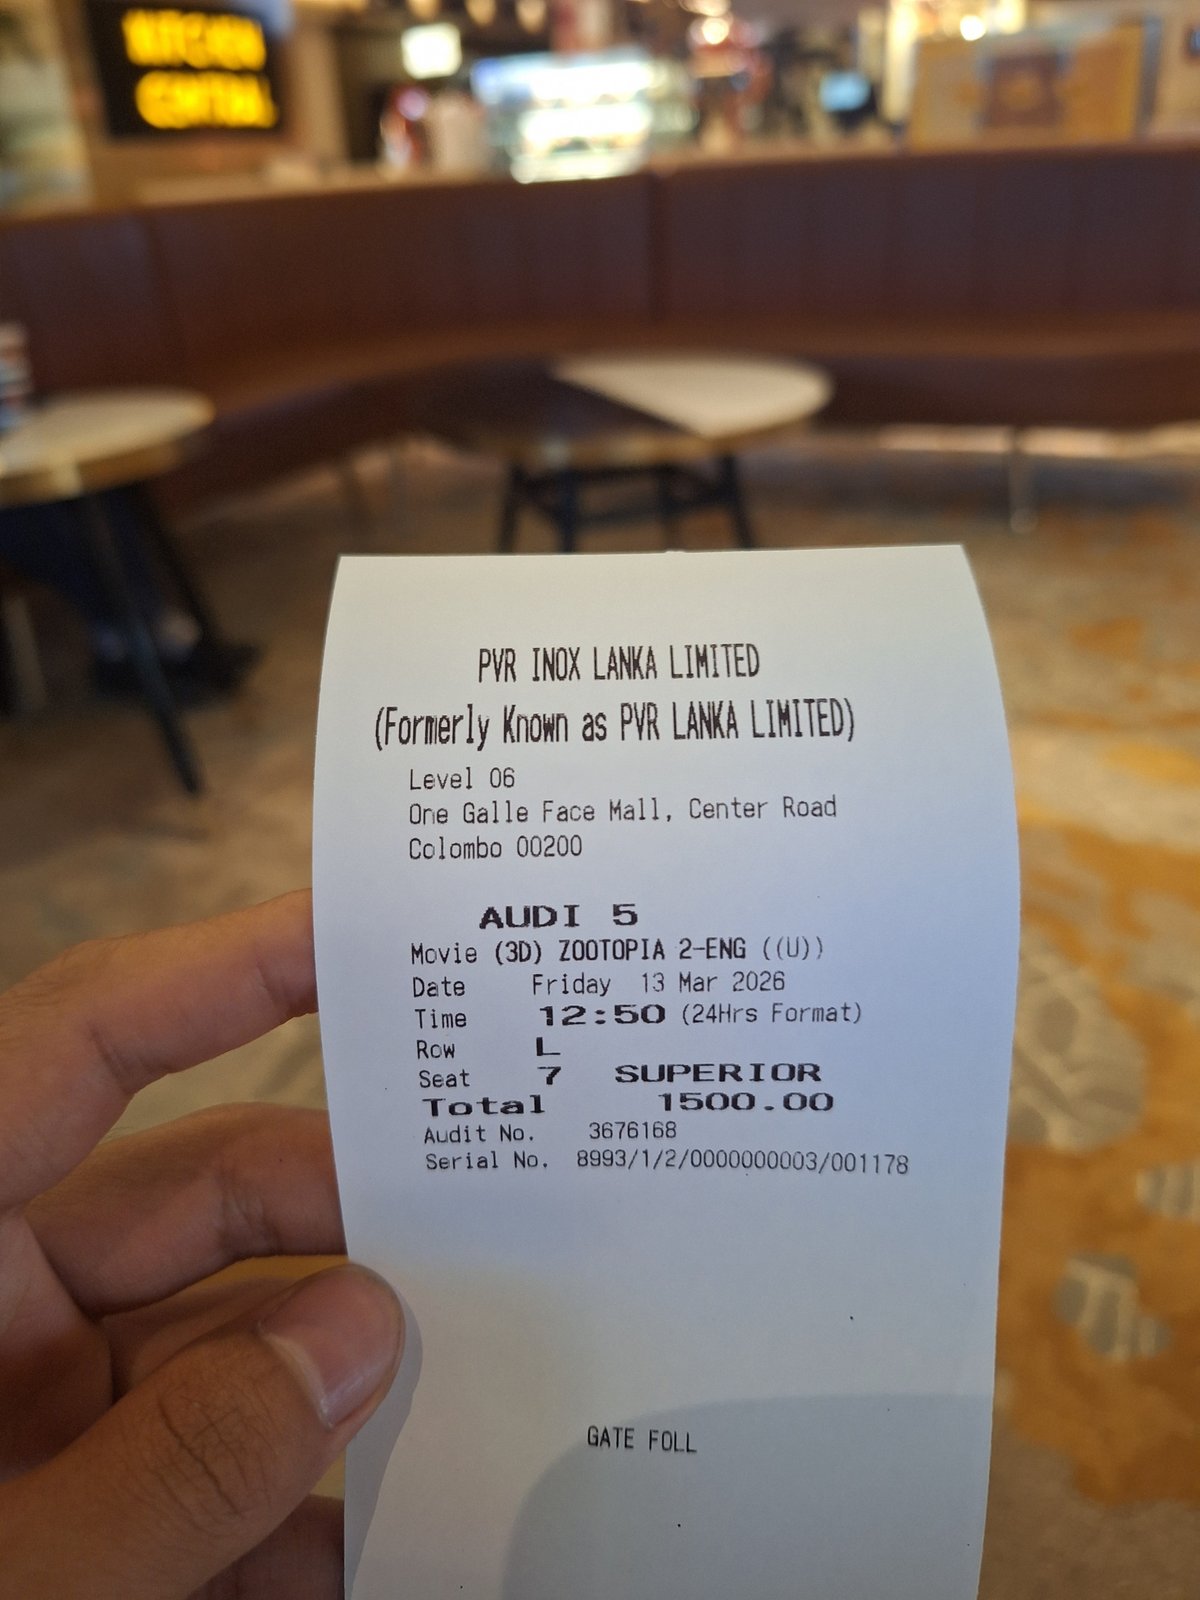 KITCHEN
CENTRAL
PVR INOX LANKA LIMITED
(Formerly Known as PVR LANKA LIMITED)
Level 06
One Galle Face Mall, Center Road
Colombo 00200
AUDI 5
Movie (3D) ZOOTOPIA 2-ENG ((U))
Date Friday 13 Mar 2026
Time 12:50 (24Hrs Format)
Row L
Seat 7 SUPERIOR
Total 1500.00
Audit No. 3676168
Serial No. 8993/1/2/0000000003/001178
GATE FOLL